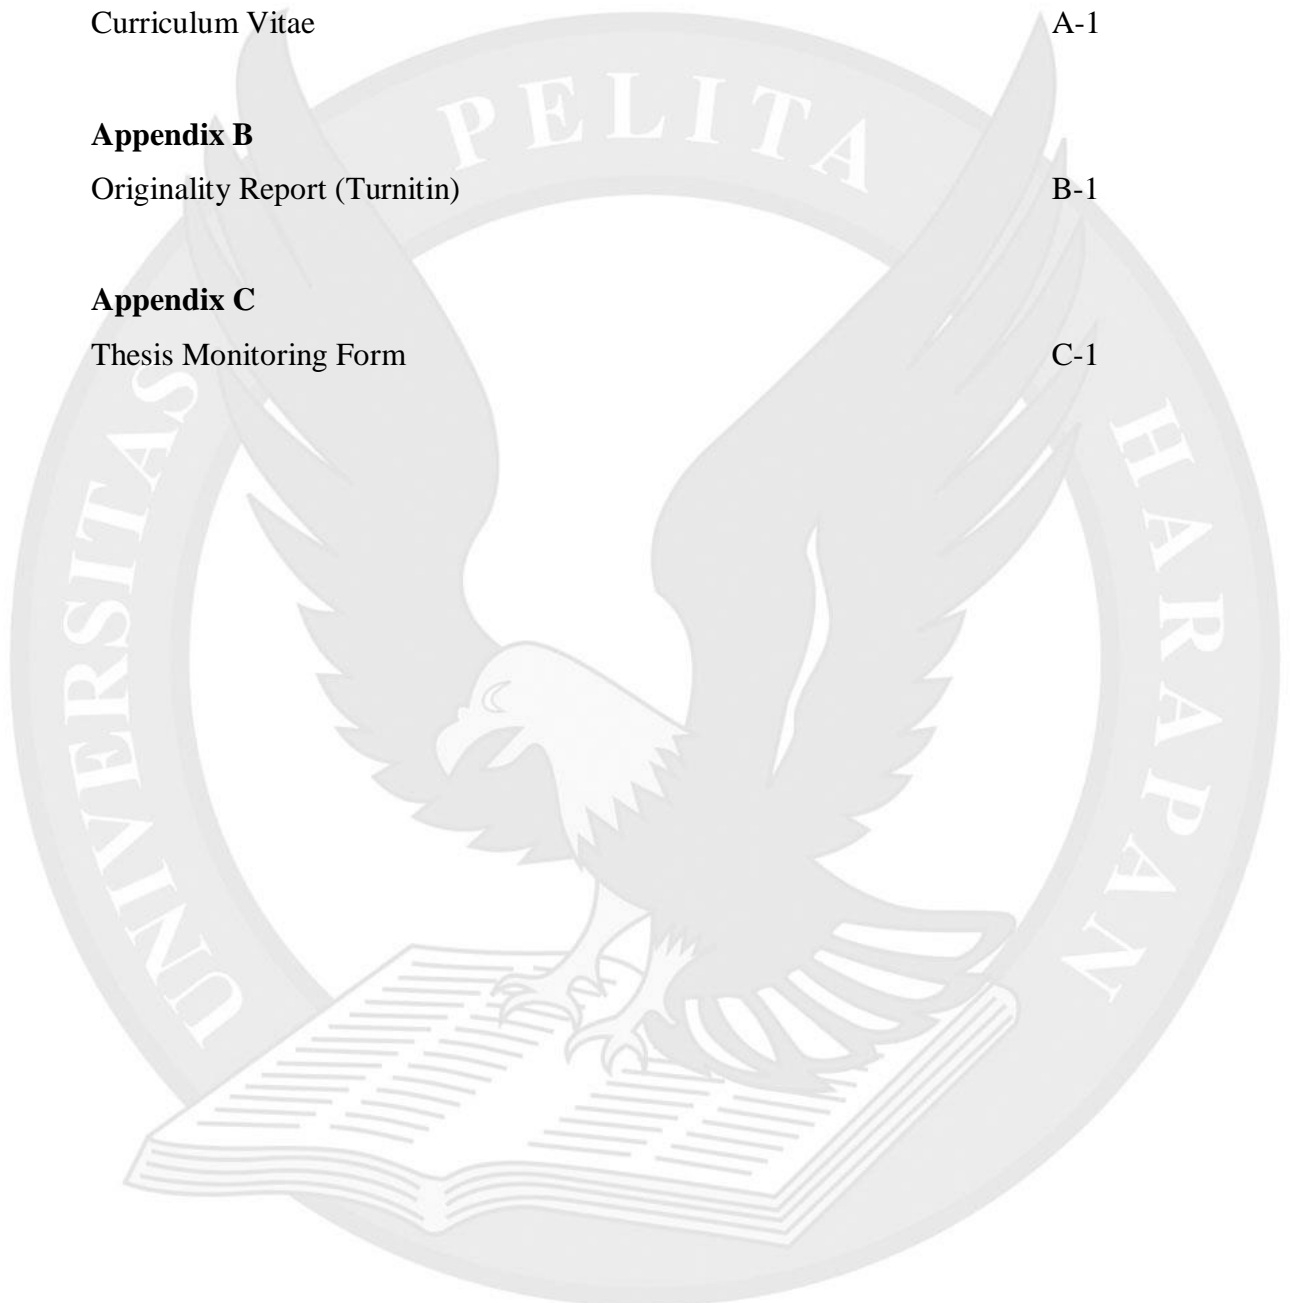 Curriculum Vitae A-1
Appendix B
Originality Report (Turnitin) B-1
Appendix C
Thesis Monitoring Form C-1
UNIVERSITAS PELITA HARAPAN